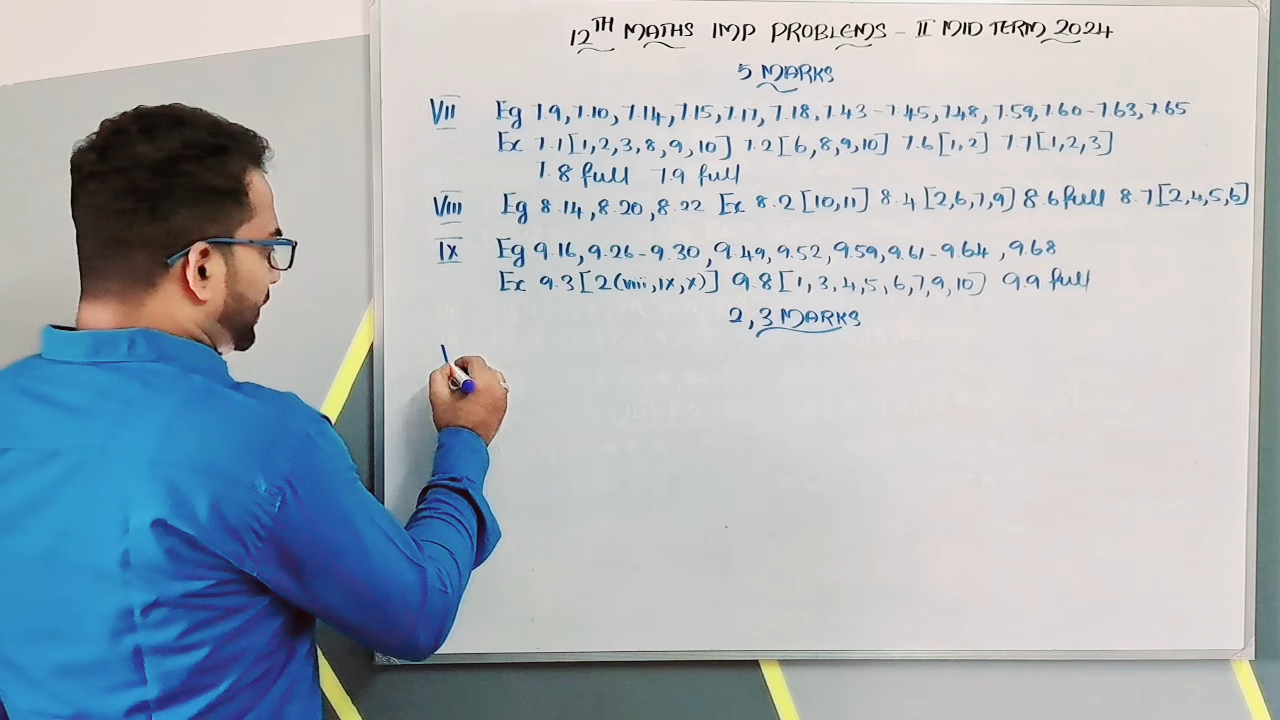 12TH MATHS IMP PROBLEMS - II MID TERM 2024
5 MARKS
VII Eg 7.9, 7.10, 7.14, 7.15, 7.17, 7.18, 7.43 - 7.45, 7.48, 7.59, 7.60 - 7.63, 7.65
Ex 7.1 [1,2,3,8,9,10] 7.2 [6,8,9,10] 7.6 [1,2] 7.7 [1,2,3]
7.8 full 7.9 full
VIII Eg 8.14, 8.20, 8.22 Ex 8.2 [10,11] 8.4 [2,6,7,9] 8.6 full 8.7 [2,4,5,6]
IX Eg 9.16, 9.26 - 9.30, 9.49, 9.52, 9.59, 9.61 - 9.64, 9.68
Ex 9.3 [2(viii, ix, x)] 9.8 [1,3,4,5,6,7,9,10] 9.9 full
2, 3 MARKS